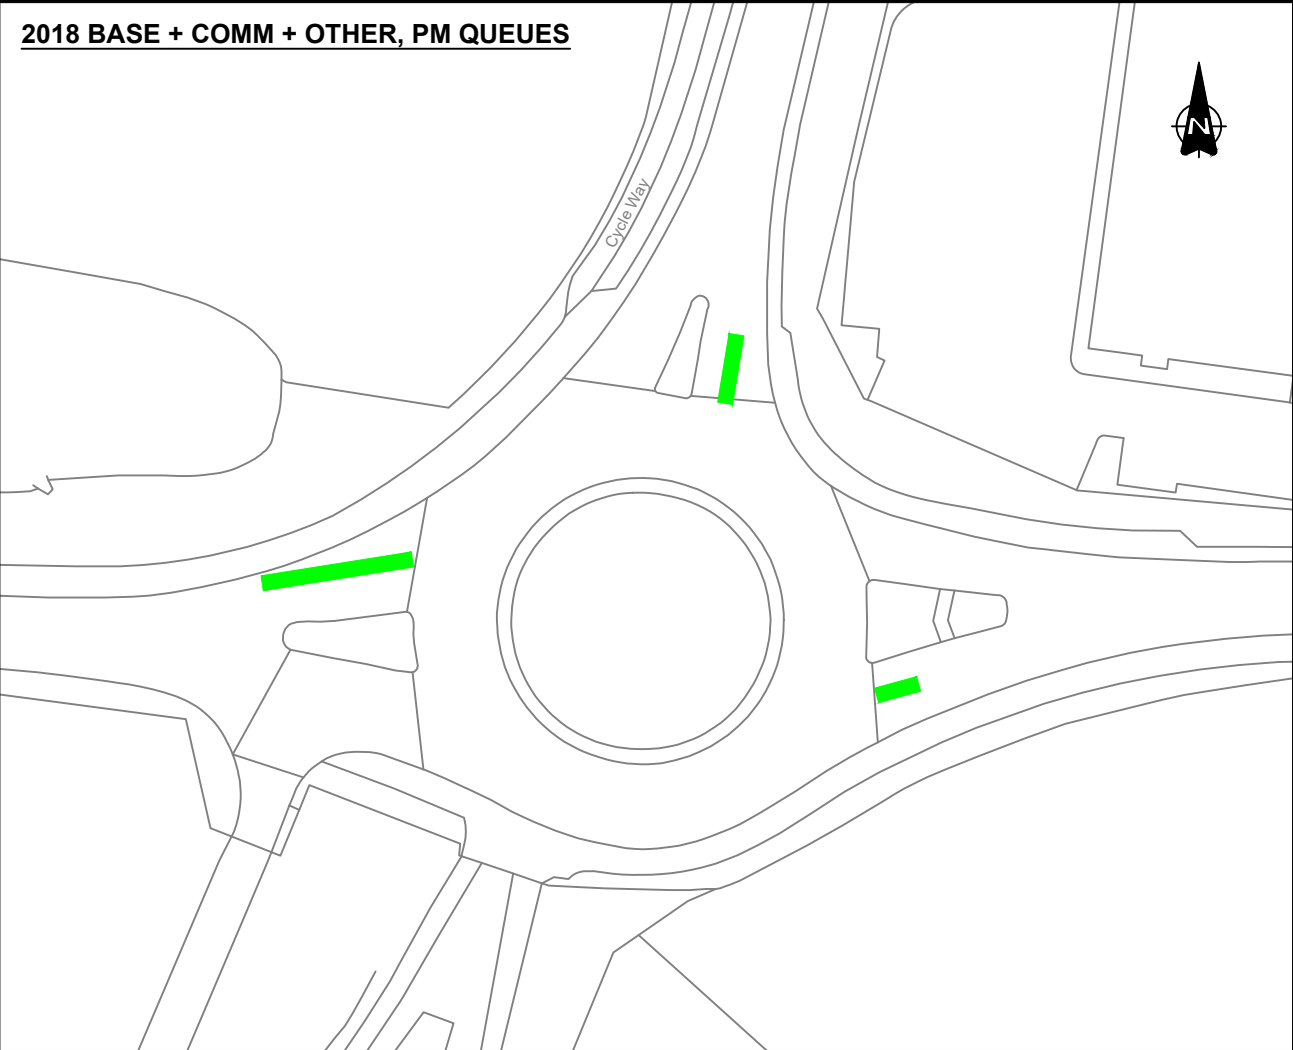 2018 BASE + COMM + OTHER, PM QUEUES
N
Cycle Way